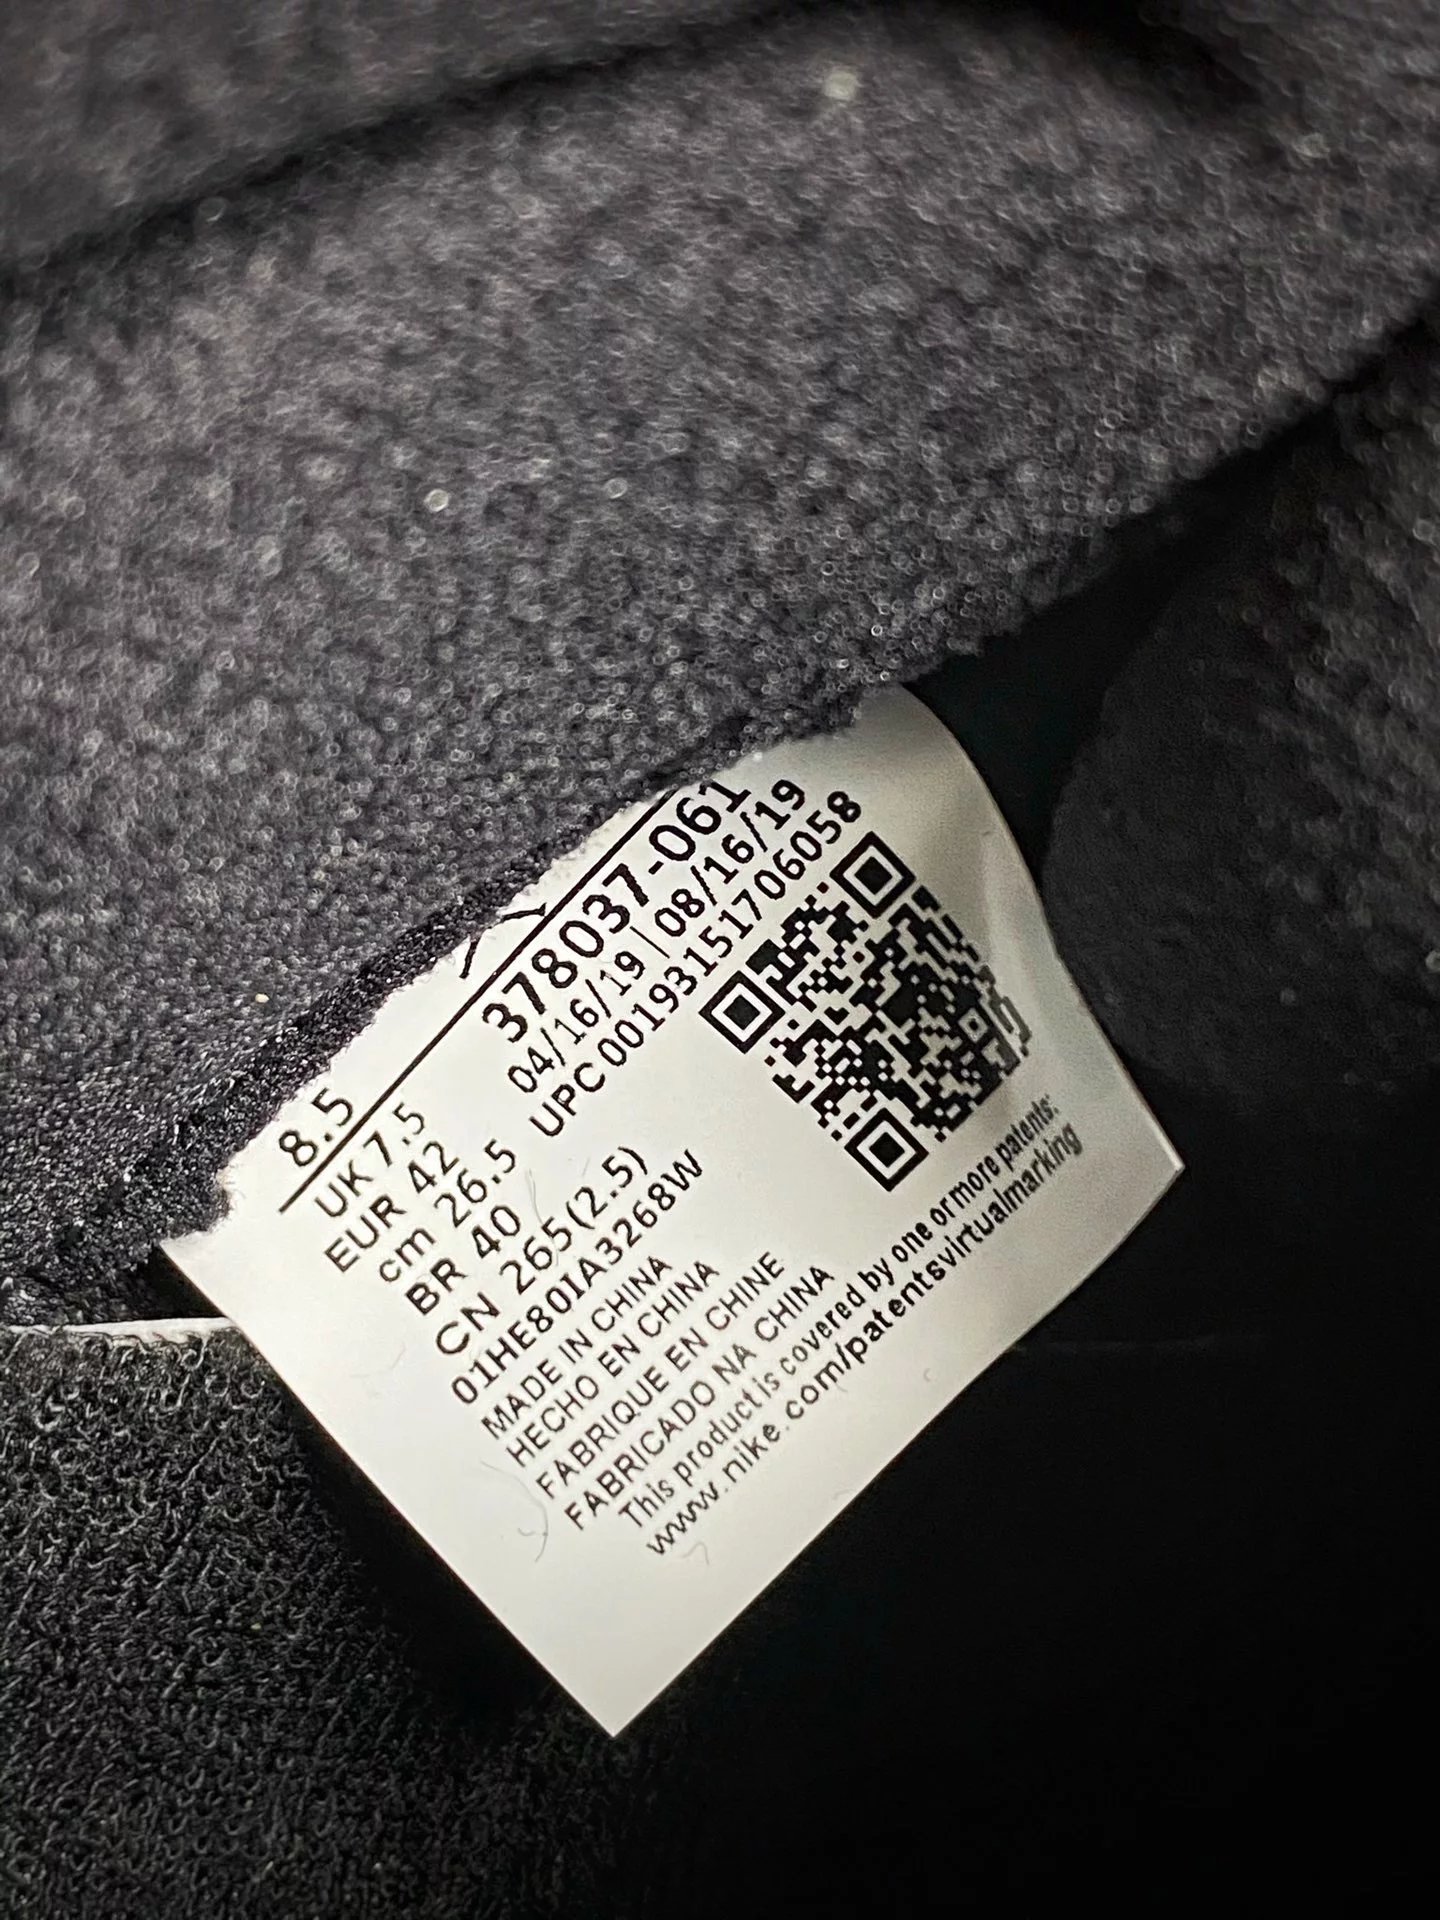 8.5
UK 7.5
EUR 42
cm 26.5
BR 40
CN 265(2.5)
01HE80IA3268W
378037-061
04/16/19 | 08/16/19
UPC 00193151706058
MADE IN CHINA
HECHO EN CHINA
FABRIQUE EN CHINE
FABRICADO NA CHINA
This product is covered by one or more patents:
www.nike.com/patentsvirtualmarking